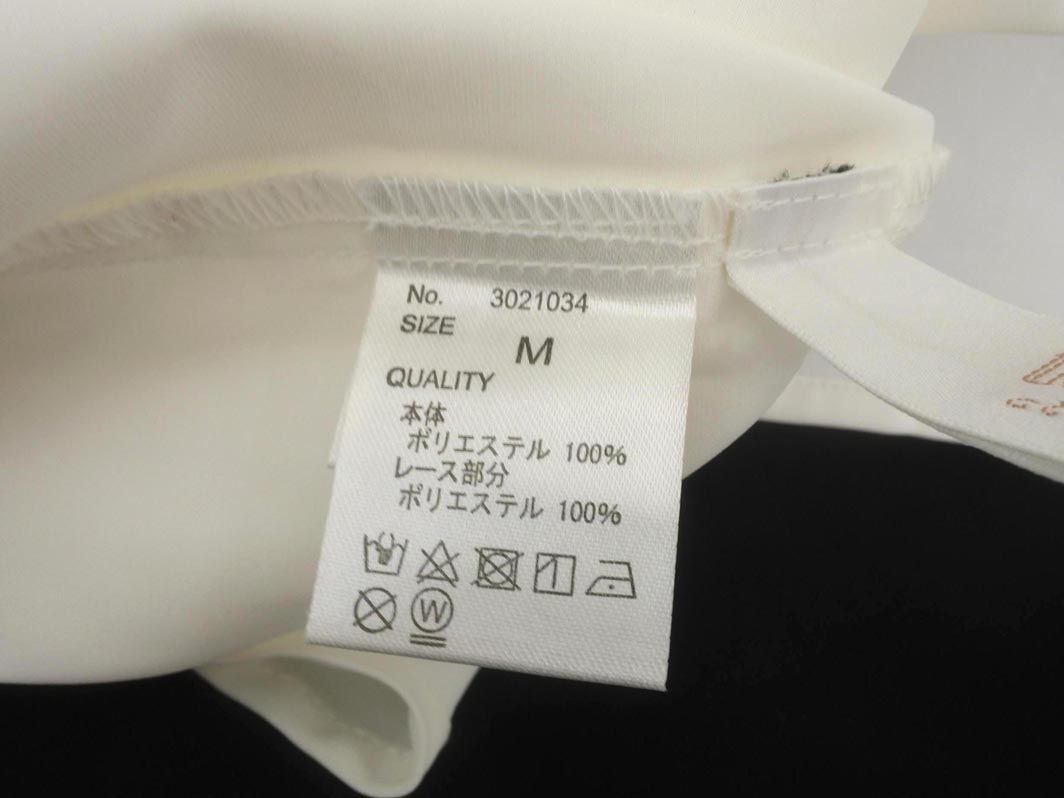 No. 3021034
SIZE
M
QUALITY
本体
ポリエステル 100%
レース部分
ポリエステル 100%
W